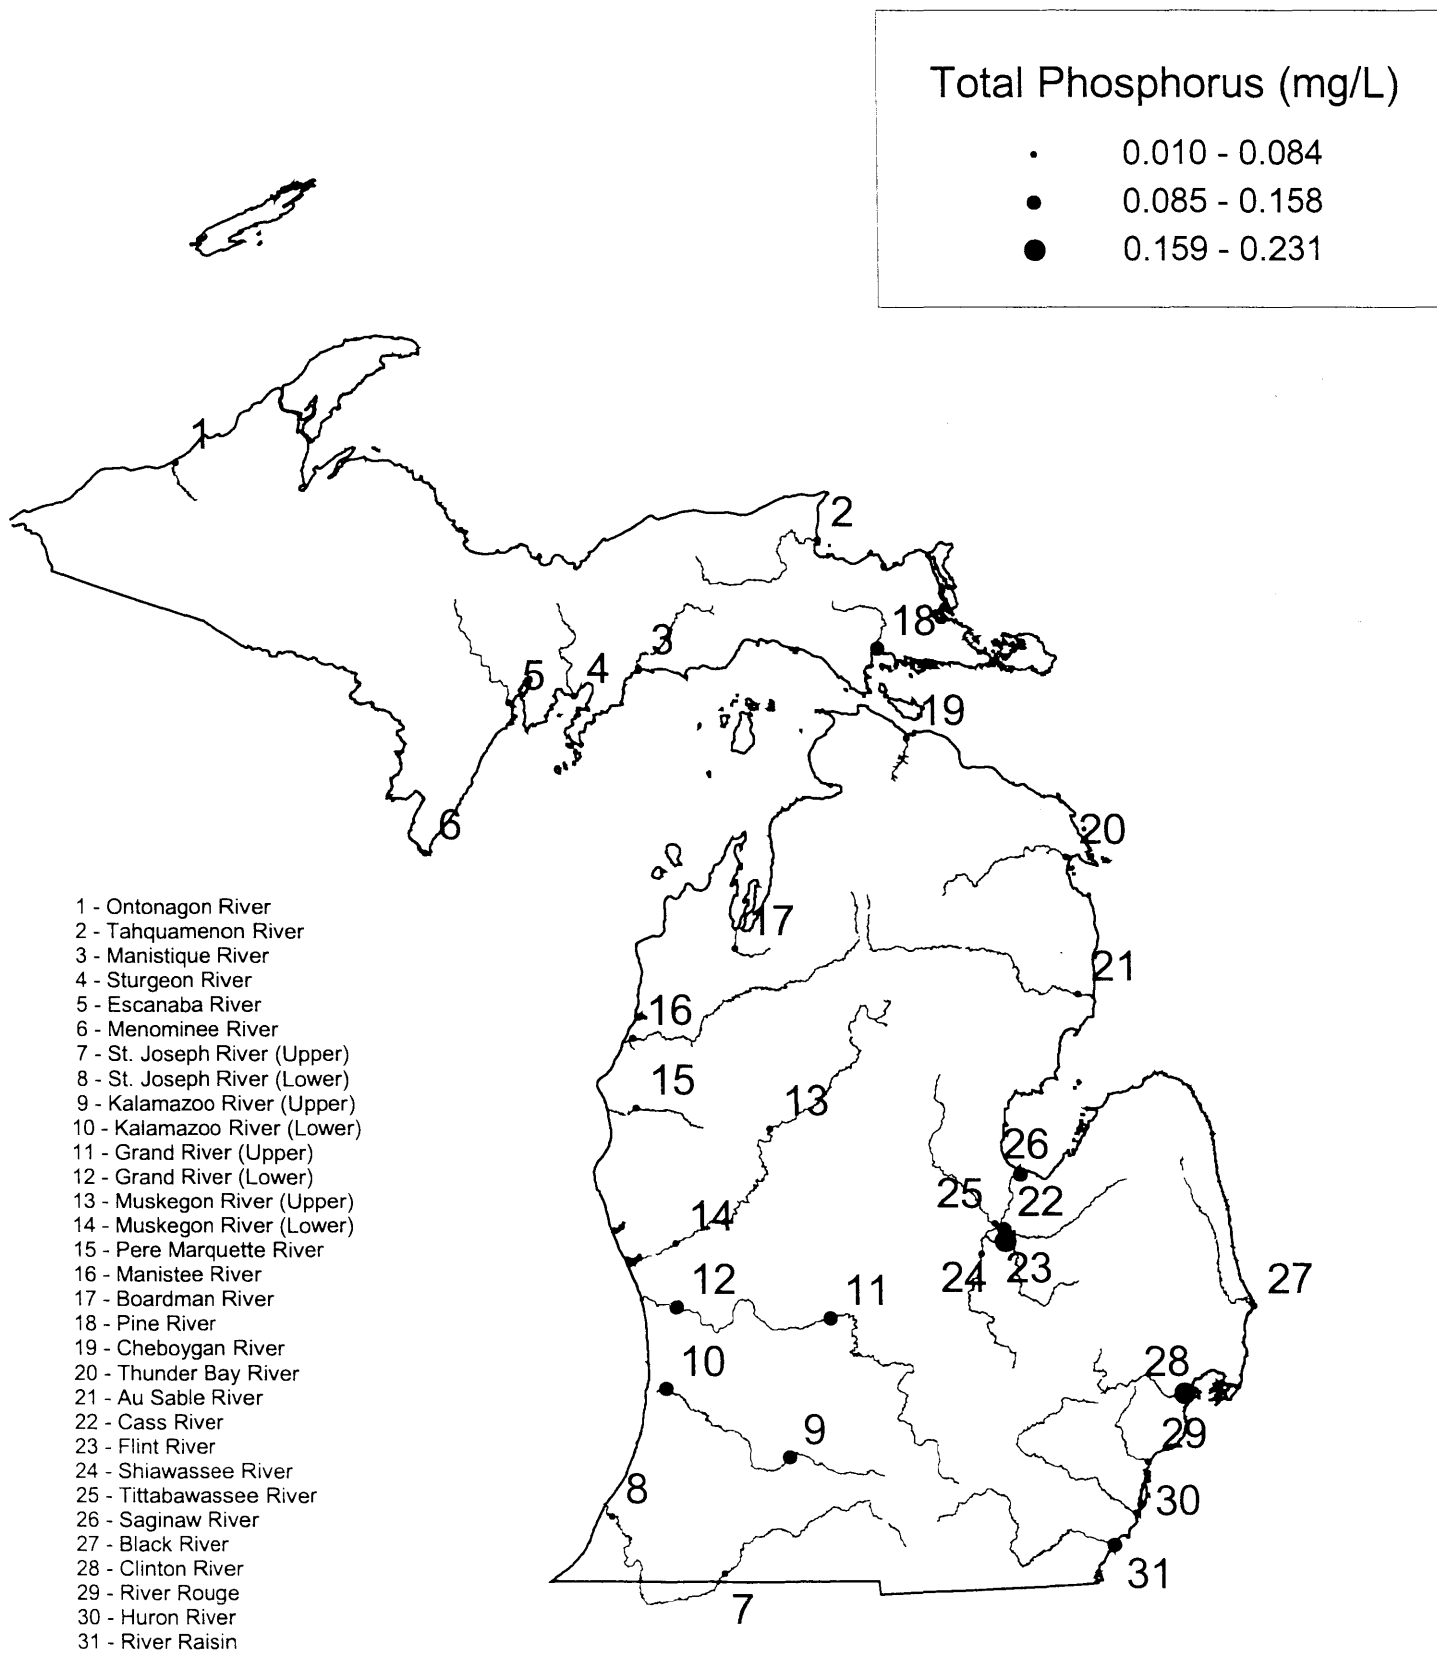 Total Phosphorus (mg/L)
0.010 - 0.084
0.085 - 0.158
0.159 - 0.231
1
2
18
3
5
4
19
6
20
17
21
16
15
13
26
25
22
14
24
23
12
11
27
10
28
9
29
8
30
31
7
1 - Ontonagon River
2 - Tahquamenon River
3 - Manistique River
4 - Sturgeon River
5 - Escanaba River
6 - Menominee River
7 - St. Joseph River (Upper)
8 - St. Joseph River (Lower)
9 - Kalamazoo River (Upper)
10 - Kalamazoo River (Lower)
11 - Grand River (Upper)
12 - Grand River (Lower)
13 - Muskegon River (Upper)
14 - Muskegon River (Lower)
15 - Pere Marquette River
16 - Manistee River
17 - Boardman River
18 - Pine River
19 - Cheboygan River
20 - Thunder Bay River
21 - Au Sable River
22 - Cass River
23 - Flint River
24 - Shiawassee River
25 - Tittabawassee River
26 - Saginaw River
27 - Black River
28 - Clinton River
29 - River Rouge
30 - Huron River
31 - River Raisin